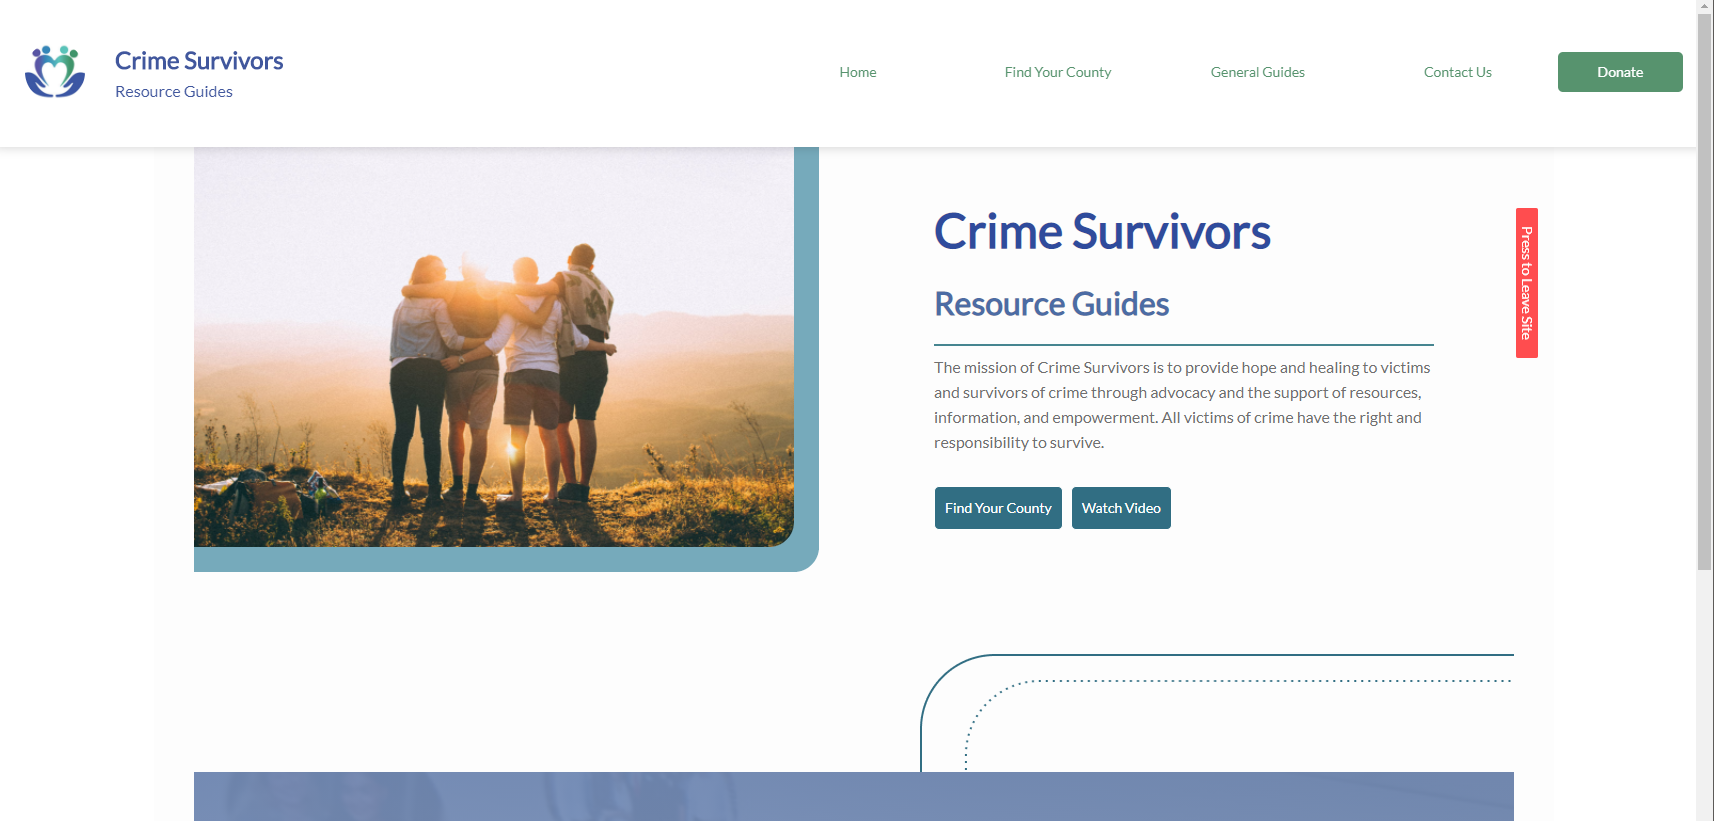 Crime Survivors
Resource Guides
Home
Find Your County
General Guides
Contact Us
Donate
Crime Survivors
Resource Guides
The mission of Crime Survivors is to provide hope and healing to victims
and survivors of crime through advocacy and the support of resources,
information, and empowerment. All victims of crime have the right and
responsibility to survive.
Find Your County
Watch Video
Press to Leave Site